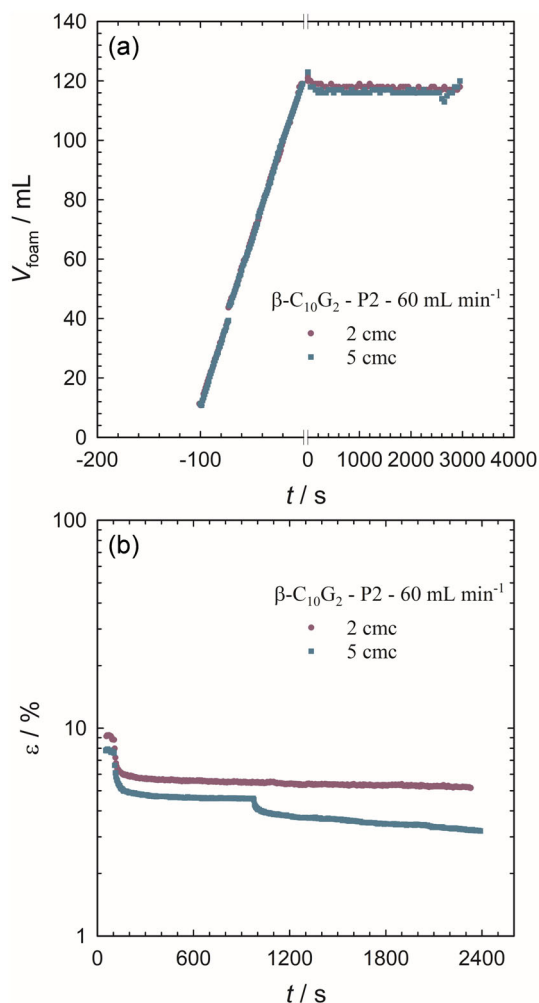 (a)
140
120
100
80
60
40
20
0
V_foam / mL
β-C₁₀G₂ - P2 - 60 mL min⁻¹
2 cmc
5 cmc
-200 -100 0 1000 2000 3000 4000
t / s
(b)
100
10
1
ε / %
β-C₁₀G₂ - P2 - 60 mL min⁻¹
2 cmc
5 cmc
0 600 1200 1800 2400
t / s